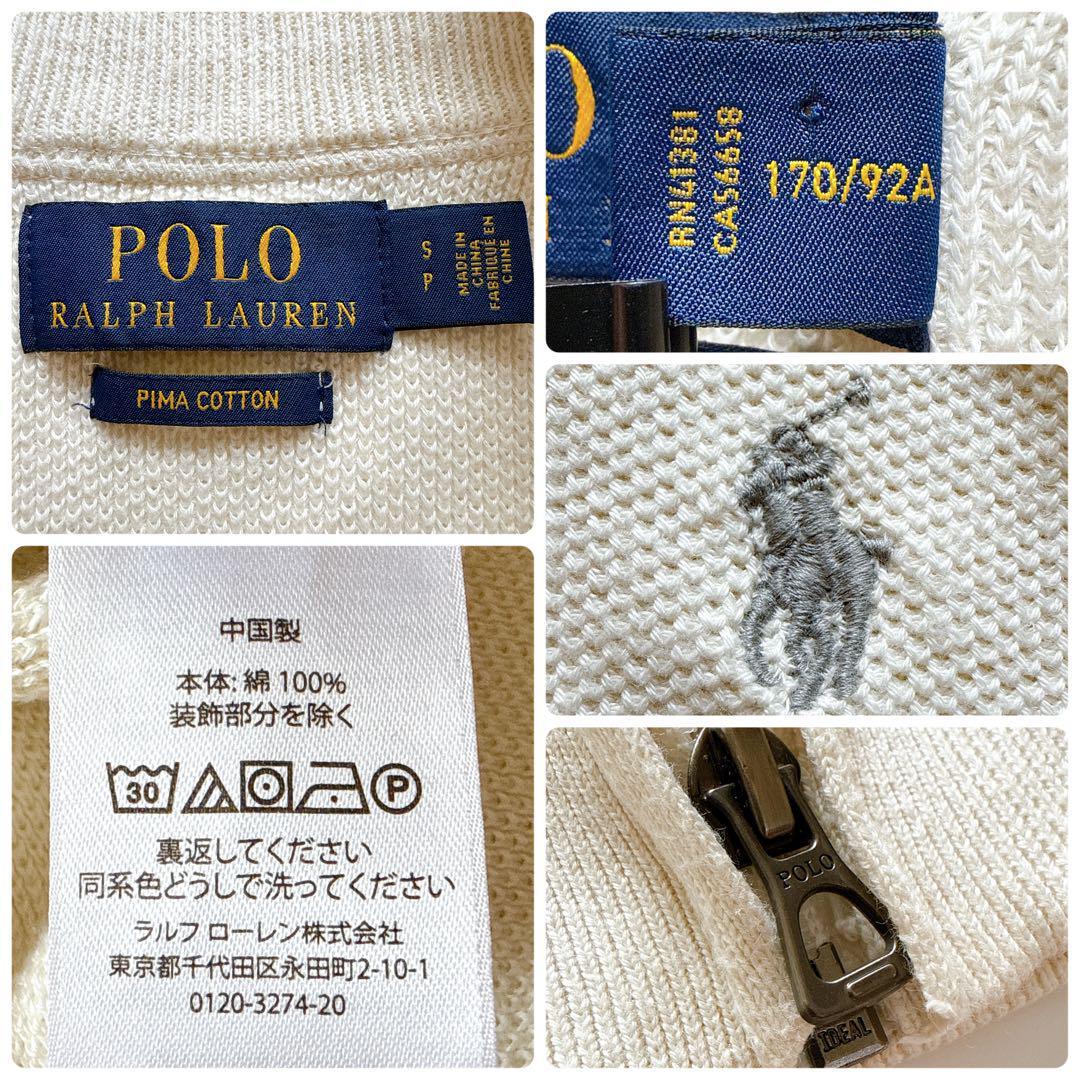 POLO
RALPH LAUREN
S
P
MADE IN
CHINA
FABRIQUÉ EN
CHINE
PIMA COTTON
RN41381
CA56658
170/92A
中国製
本体: 綿 100%
装飾部分を除く
30
P
裏返してください
同系色どうしで洗ってください
ラルフ ローレン株式会社
東京都千代田区永田町2-10-1
0120-3274-20
POLO
IDEAL